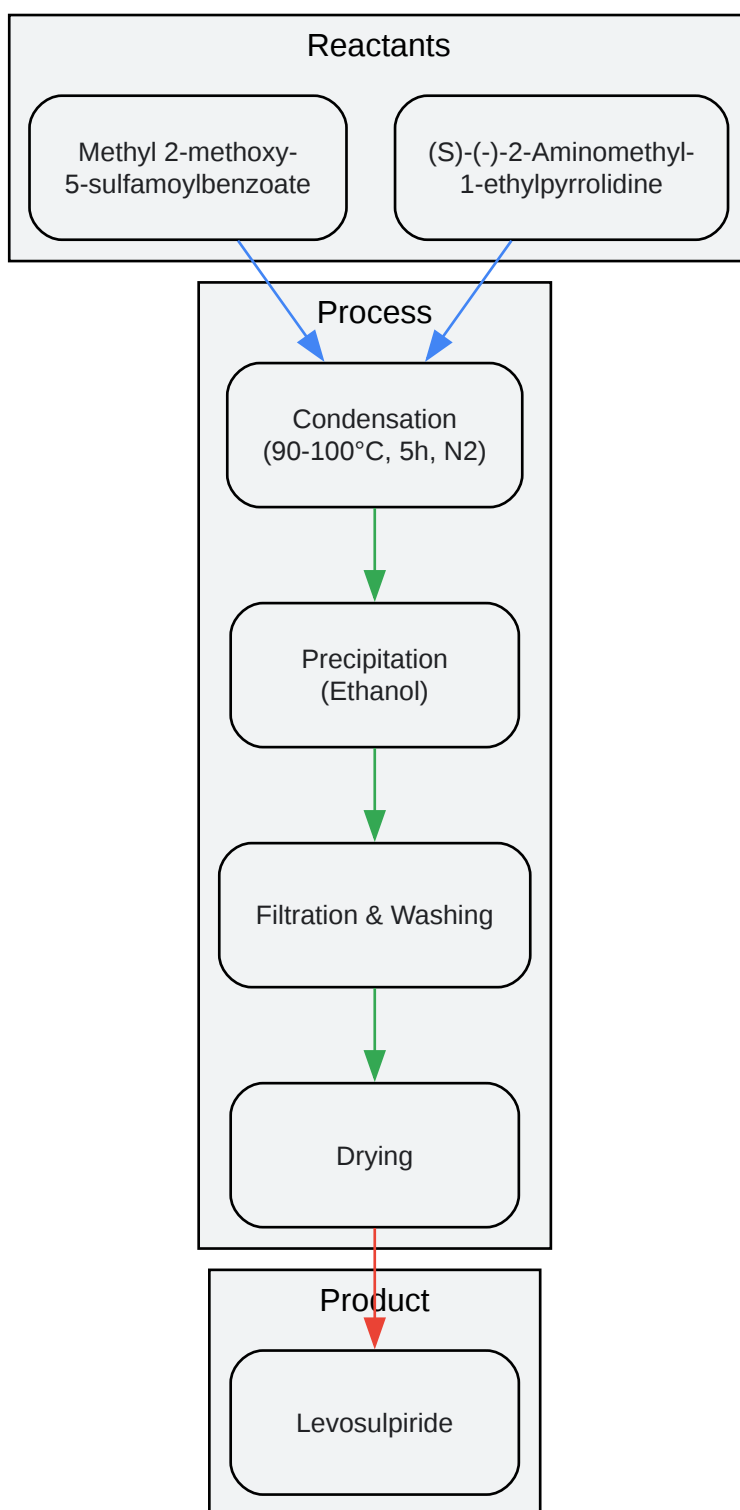 Reactants
Methyl 2-methoxy-
5-sulfamoylbenzoate
(S)-(-)-2-Aminomethyl-
1-ethylpyrrolidine
Process
Condensation
(90-100°C, 5h, N2)
Precipitation
(Ethanol)
Filtration & Washing
Drying
Product
Levosulpiride